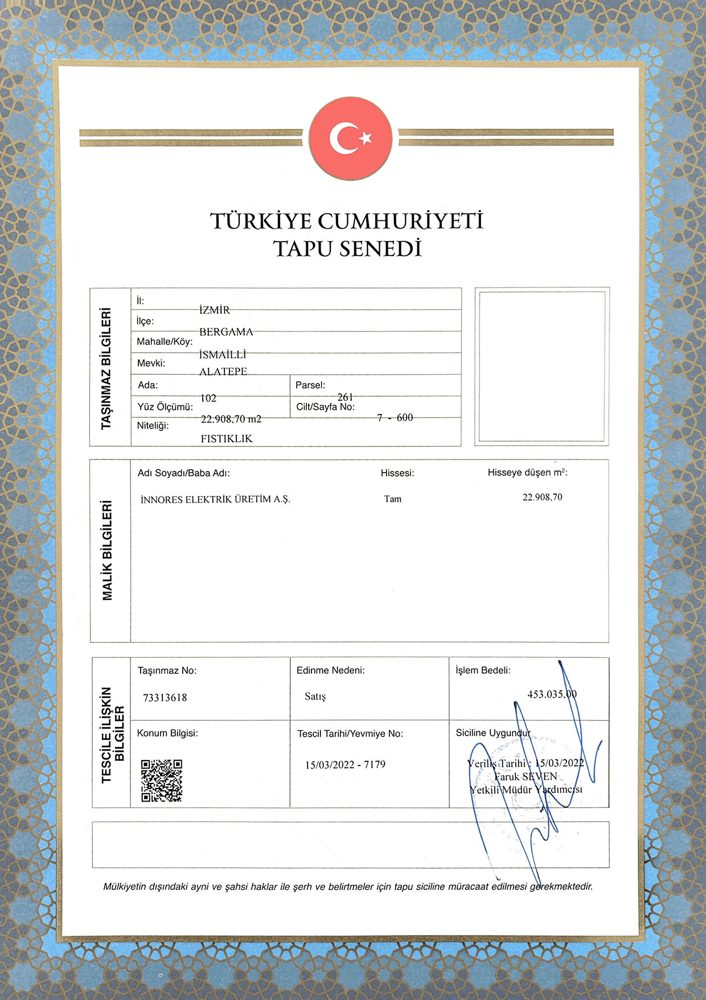 TÜRKİYE CUMHURİYETİ
TAPU SENEDİ
TAŞINMAZ BİLGİLERİ
İl: İZMİR
İlçe: BERGAMA
Mahalle/Köy: İSMAİLLİ
Mevki: ALATEPE
Ada: 102 Parsel: 261
Yüz Ölçümü: 22.908,70 m2 Cilt/Sayfa No: 7 - 600
Niteliği: FISTIKLIK
MALİK BİLGİLERİ
Adı Soyadı/Baba Adı: Hissesi: Hisseye düşen m²:
İNNORES ELEKTRİK ÜRETİM A.Ş. Tam 22.908,70
TESCİLE İLİŞKİN
BİLGİLER
Taşınmaz No: Edinme Nedeni: İşlem Bedeli:
73313618 Satış 453.035,00
Konum Bilgisi: Tescil Tarihi/Yevmiye No: Siciline Uygundur
15/03/2022 - 7179 Veriliş Tarihi : 15/03/2022
Faruk SEVEN
Yetkili Müdür Yardımcısı
Mülkiyetin dışındaki ayni ve şahsi haklar ile şerh ve belirtmeler için tapu siciline müracaat edilmesi gerekmektedir.